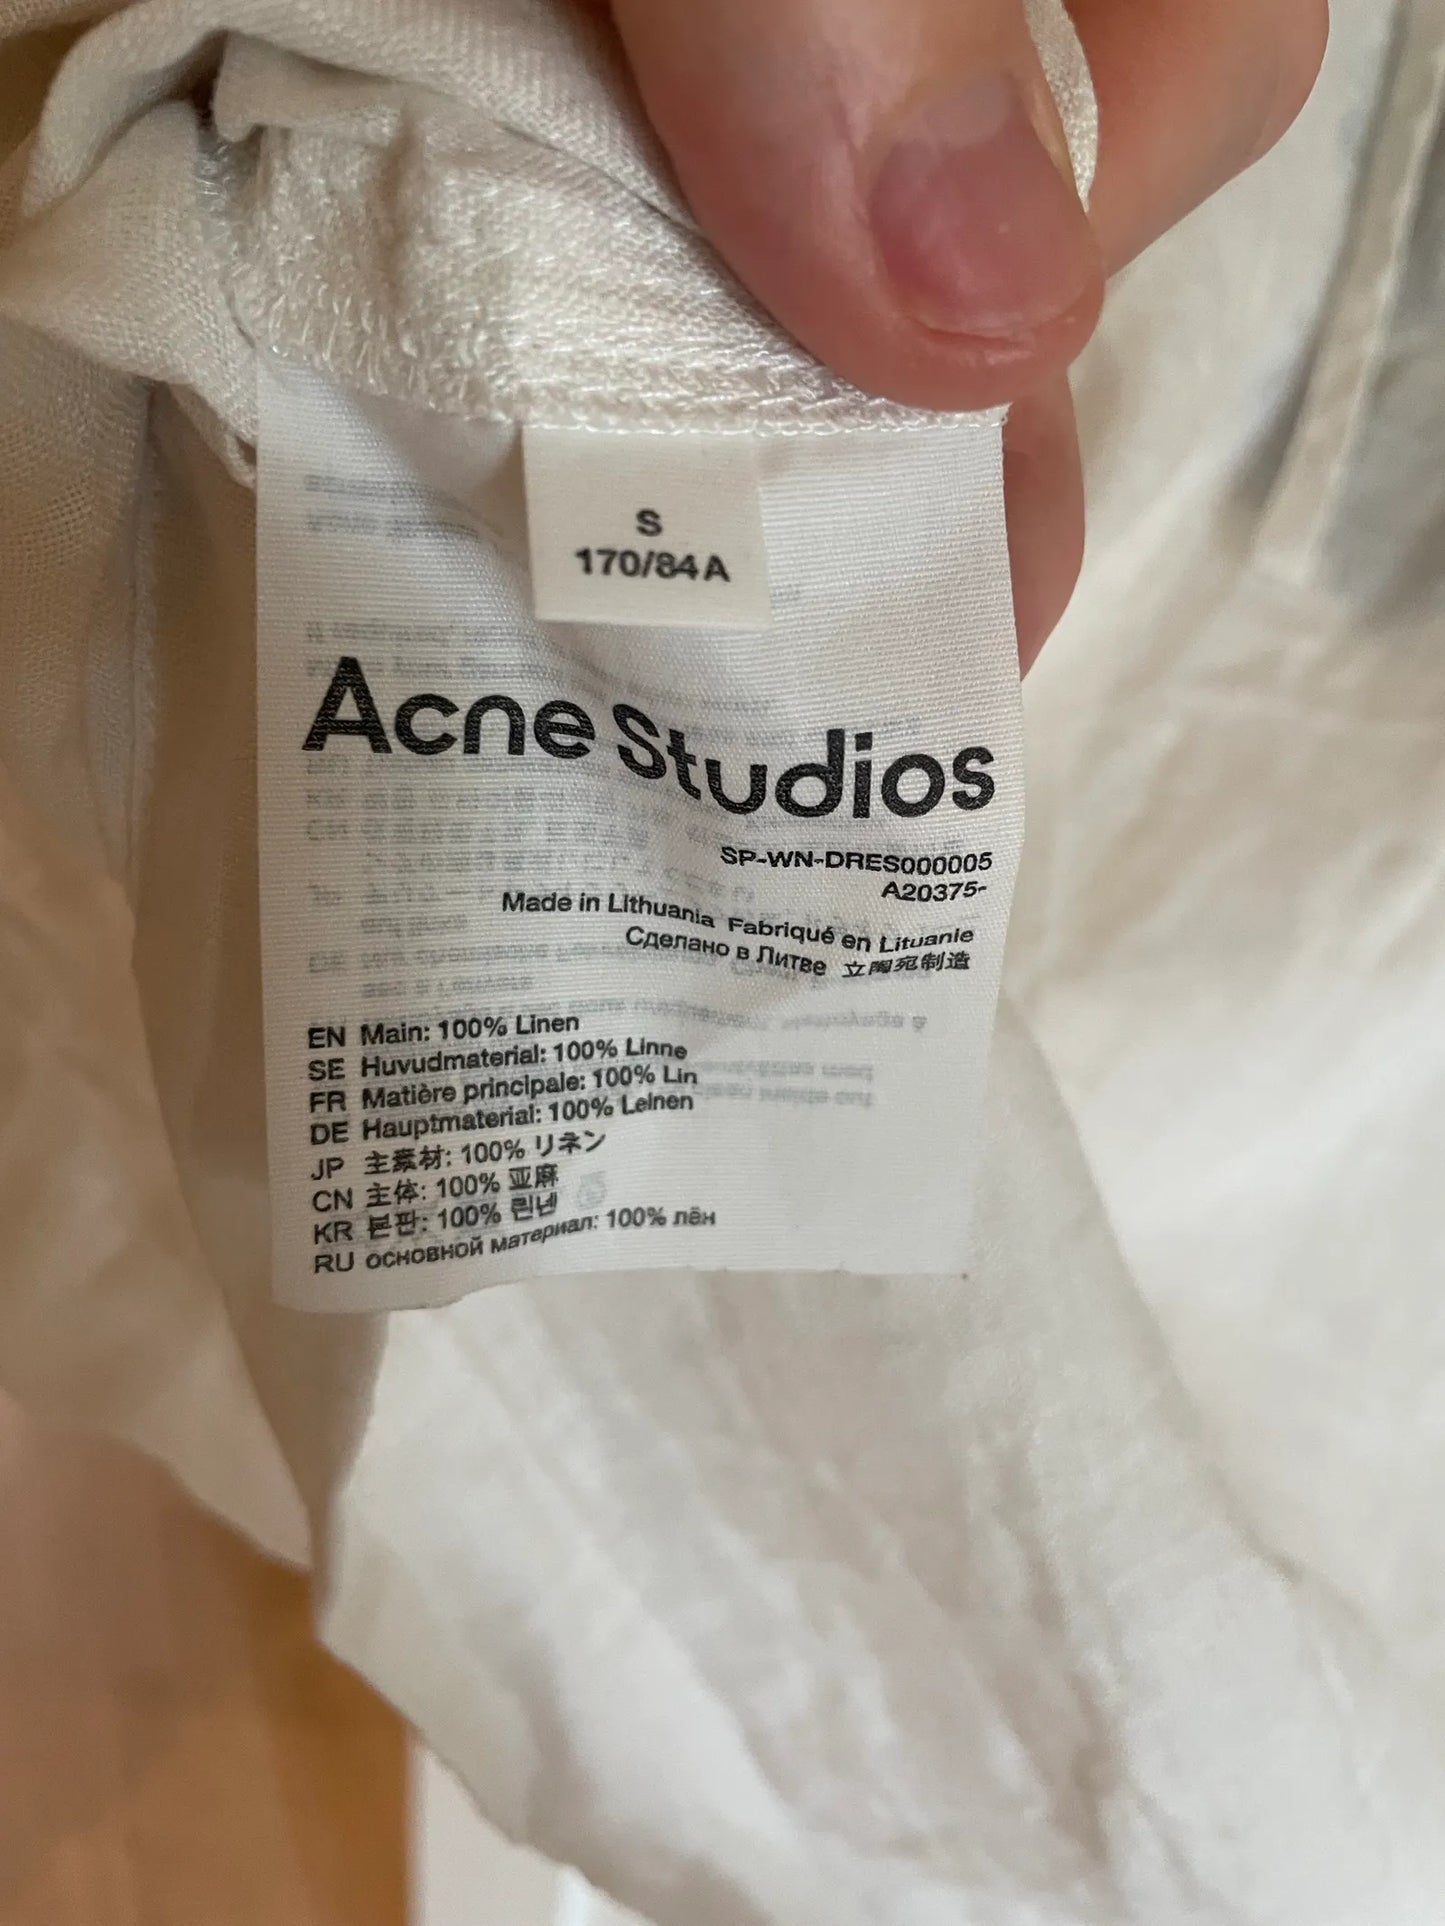 S
170/84A
Acne Studios
SP-WN-DRES000005
A20375-
Made in Lithuania Fabriqué en Lituanie
Сделано в Литве 立陶宛制造
EN Main: 100% Linen
SE Huvudmaterial: 100% Linne
FR Matière principale: 100% Lin
DE Hauptmaterial: 100% Leinen
JP 主素材: 100% リネン
CN 主体: 100% 亚麻
KR 본판: 100% 린넨
RU основной материал: 100% лён